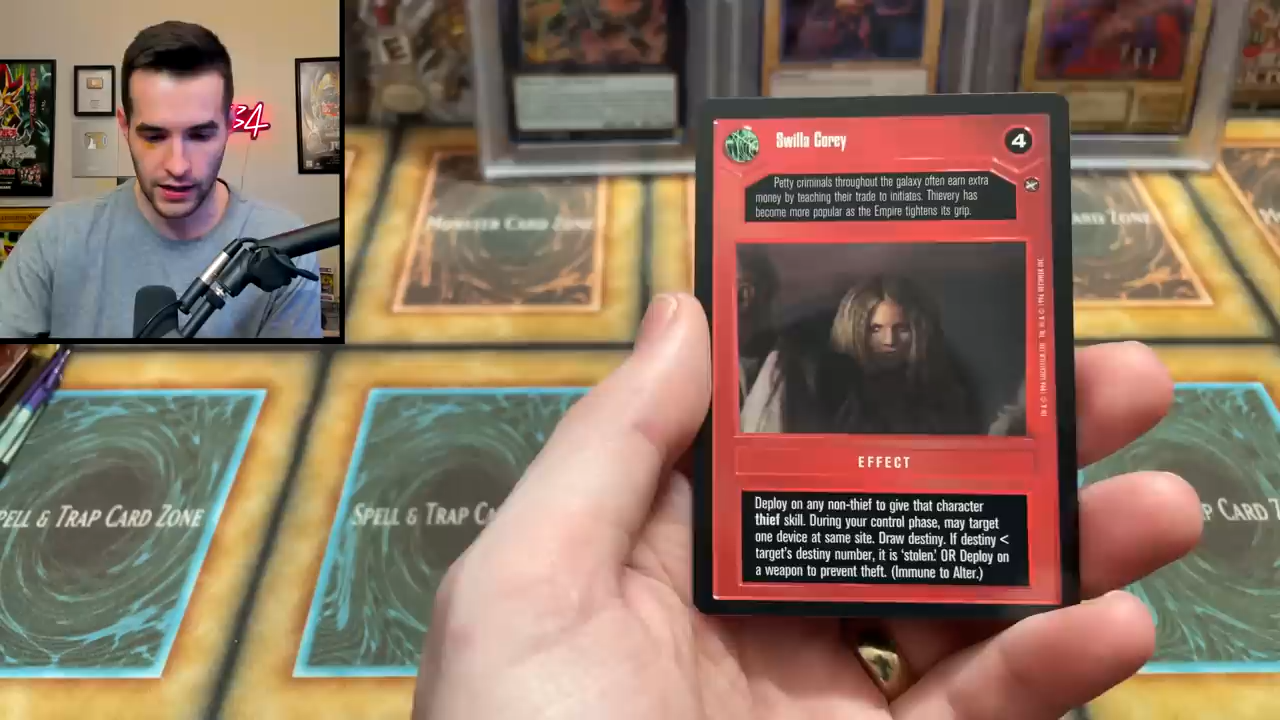 34
Swilla Corey
4
Petty criminals throughout the galaxy often earn extra
money by teaching their trade to initiates. Thievery has
become more popular as the Empire tightens its grip.
EFFECT
Deploy on any non-thief to give that character
thief skill. During your control phase, may target
one device at same site. Draw destiny. If destiny <
target's destiny number, it is 'stolen.' OR Deploy on
a weapon to prevent theft. (Immune to Alter.)
MONSTER CARD ZONE
CARD ZONE
SPELL & TRAP CARD ZONE
SPELL & TRAP
CARD